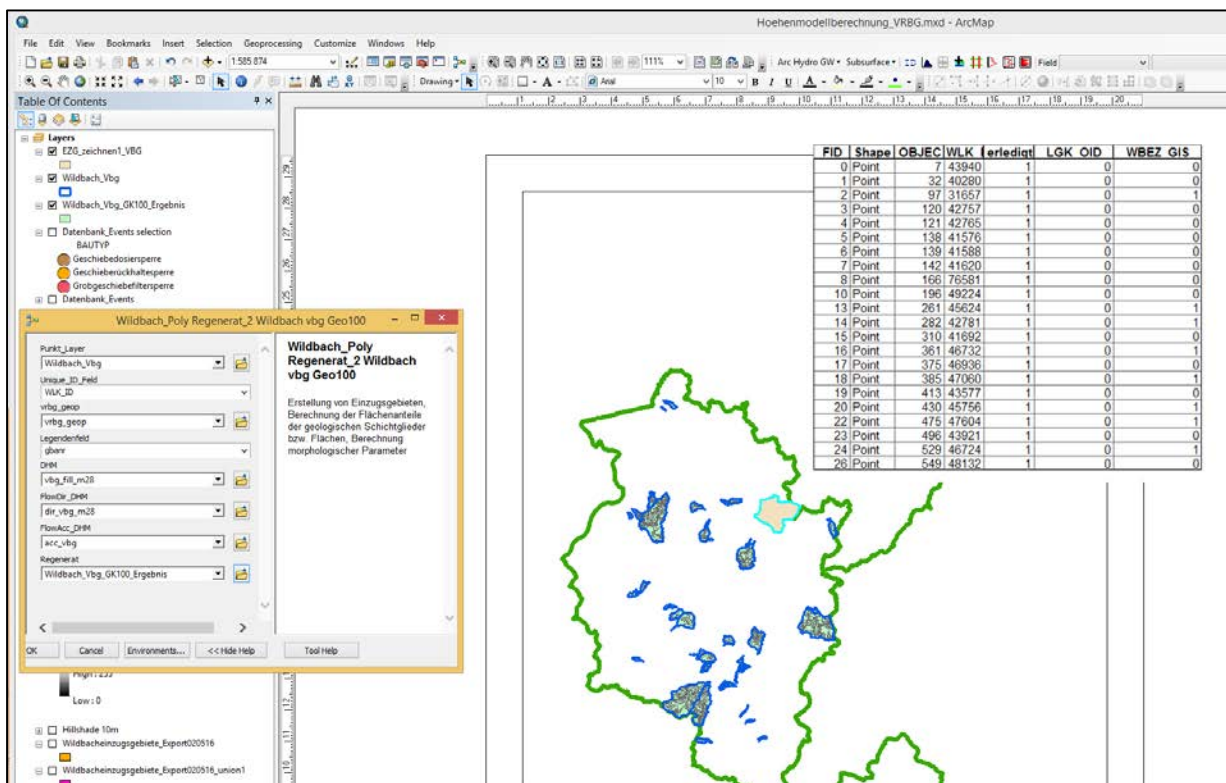 Hoehenmodellberechnung_VRBG.mxd - ArcMap
File Edit View Bookmarks Insert Selection Geoprocessing Customize Windows Help
1:585 874
111%
Arc Hydro GW
Subsurface
Field
Drawing
Arial
10
B I U A
Table Of Contents
Layers
EZG_zeichnen1_VBG
Wildbach_Vbg
Wildbach_Vbg_GK100_Ergebnis
Datenbank_Events selection
BAUTYP
Geschiebedosiersperre
Geschieberückhaltesperre
Grobgeschiebefiltersperre
Datenbank_Events
Wildbach_Poly Regenerat_2 Wildbach vbg Geo100
Punkt_Layer
Wildbach_Vbg
Unique_ID_Feld
WLK_ID
vrbg_geop
vrbg_geop
Legendenfeld
gbanr
DHM
vbg_fill_m28
FlowDir_DHM
dir_vbg_m28
FlowAcc_DHM
acc_vbg
Regenerat
Wildbach_Vbg_GK100_Ergebnis
OK Cancel Environments... << Hide Help Tool Help
Wildbach_Poly
Regenerat_2 Wildbach
vbg Geo100
Erstellung von Einzugsgebieten,
Berechnung der Flächenanteile
der geologischen Schichtglieder
bzw. Flächen, Berechnung
morphologischer Parameter
Low : 0
Hillshade 10m
Wildbacheinzugsgebiete_Export020516
Wildbacheinzugsgebiete_Export020516_union1
FID Shape OBJEC WLK_I erledigt LGK_OID WBEZ_GIS
0 Point 7 43940 1 0 0
1 Point 32 40280 1 0 0
2 Point 97 31657 1 0 1
3 Point 120 42757 1 0 0
4 Point 121 42765 1 0 0
5 Point 138 41576 1 0 0
6 Point 139 41588 1 0 0
7 Point 142 41620 1 0 0
8 Point 166 76581 1 0 0
10 Point 196 49224 1 0 0
13 Point 261 45624 1 0 1
14 Point 282 42781 1 0 1
15 Point 310 41692 1 0 0
16 Point 361 46732 1 0 1
17 Point 375 46936 1 0 0
18 Point 385 47060 1 0 1
19 Point 413 43577 1 0 0
20 Point 430 45756 1 0 1
22 Point 475 47604 1 0 1
23 Point 496 43921 1 0 0
24 Point 529 46724 1 0 1
26 Point 549 48132 1 0 0